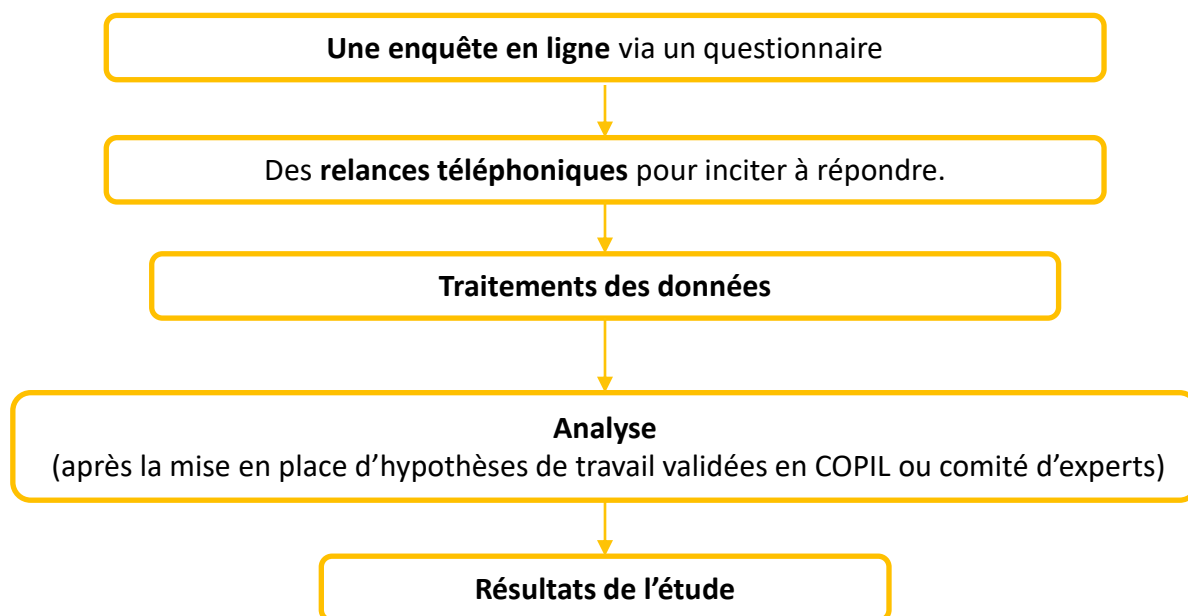 Une enquête en ligne via un questionnaire
Des relances téléphoniques pour inciter à répondre.
Traitements des données
Analyse
(après la mise en place d’hypothèses de travail validées en COPIL ou comité d’experts)
Résultats de l’étude